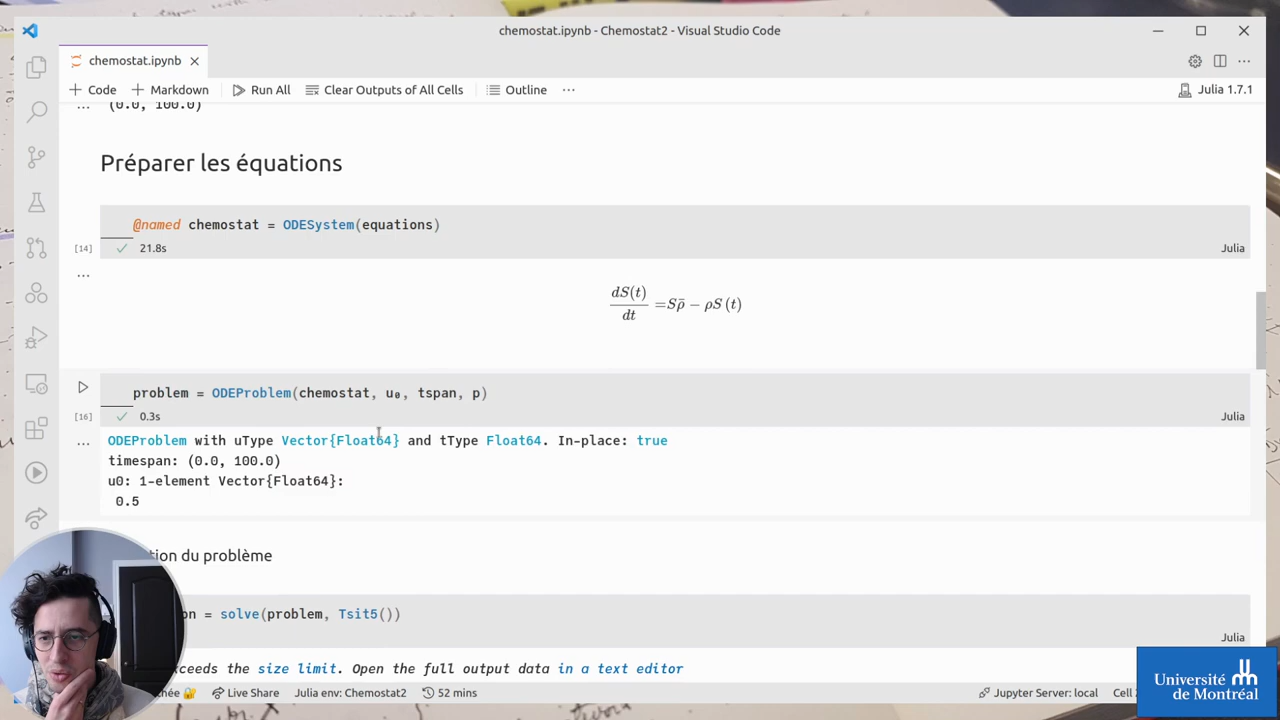 chemostat.ipynb - Chemostat2 - Visual Studio Code
chemostat.ipynb
Code Markdown Run All Clear Outputs of All Cells Outline ... Julia 1.7.1
... (0.0, 100.0)
Préparer les équations
@named chemostat = ODESystem(equations)
[14] 21.8s Julia
...
dS(t)/dt =Sρ̄ − ρS (t)
problem = ODEProblem(chemostat, u₀, tspan, p)
[16] 0.3s Julia
... ODEProblem with uType Vector{Float64} and tType Float64. In-place: true
timespan: (0.0, 100.0)
u0: 1-element Vector{Float64}:
0.5
du problème
= solve(problem, Tsit5())
Julia
the size limit. Open the full output data in a text editor
Live Share Julia env: Chemostat2 52 mins Jupyter Server: local Cell
Université
de Montréal